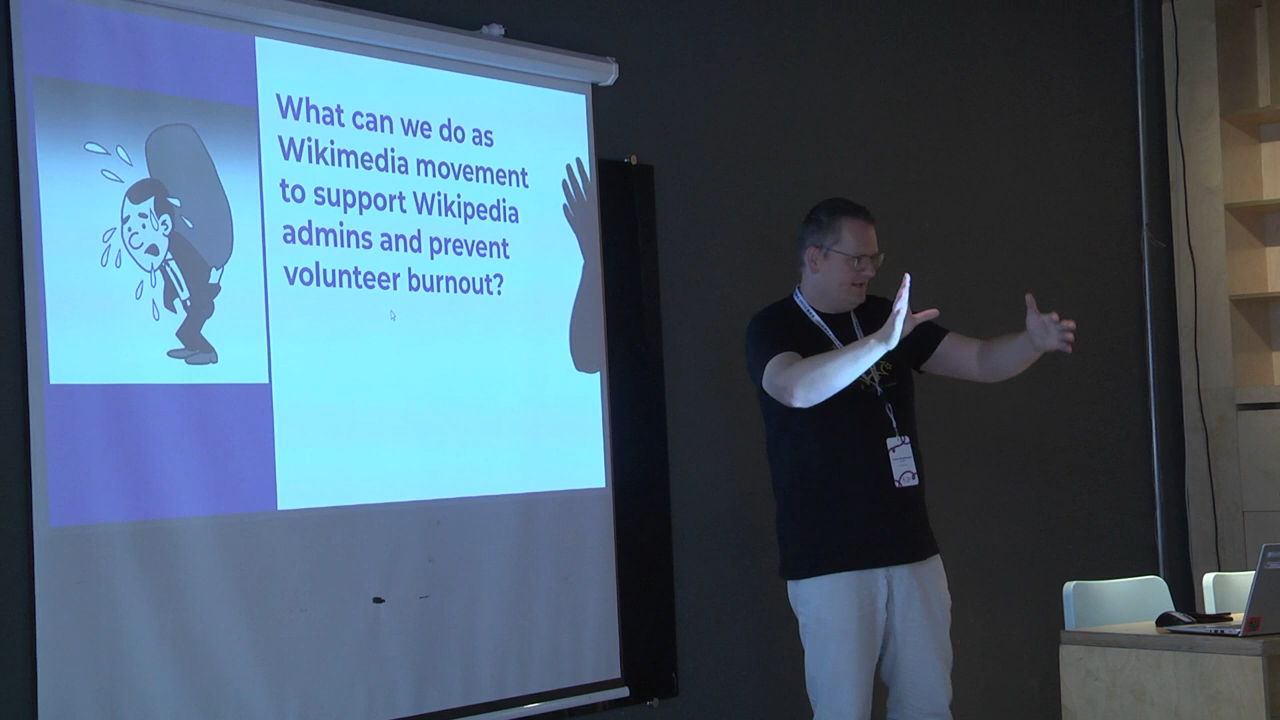 What can we do as
Wikimedia movement
to support Wikipedia
admins and prevent
volunteer burnout?